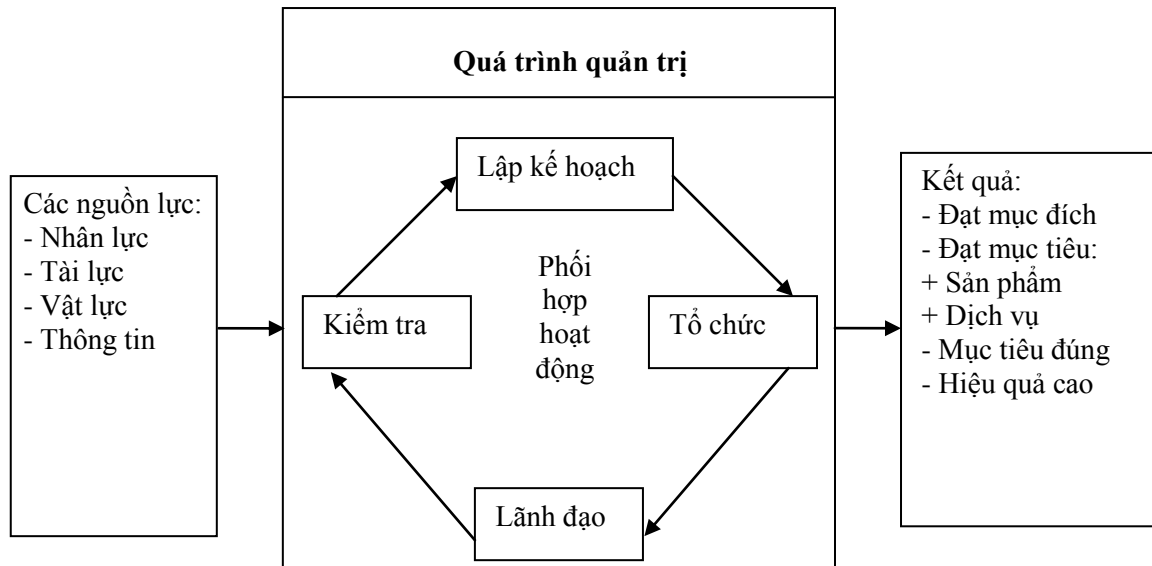 Quá trình quản trị
Các nguồn lực:
- Nhân lực
- Tài lực
- Vật lực
- Thông tin
Lập kế hoạch
Phối
hợp
hoạt
động
Kiểm tra
Tổ chức
Lãnh đạo
Kết quả:
- Đạt mục đích
- Đạt mục tiêu:
+ Sản phẩm
+ Dịch vụ
- Mục tiêu đúng
- Hiệu quả cao